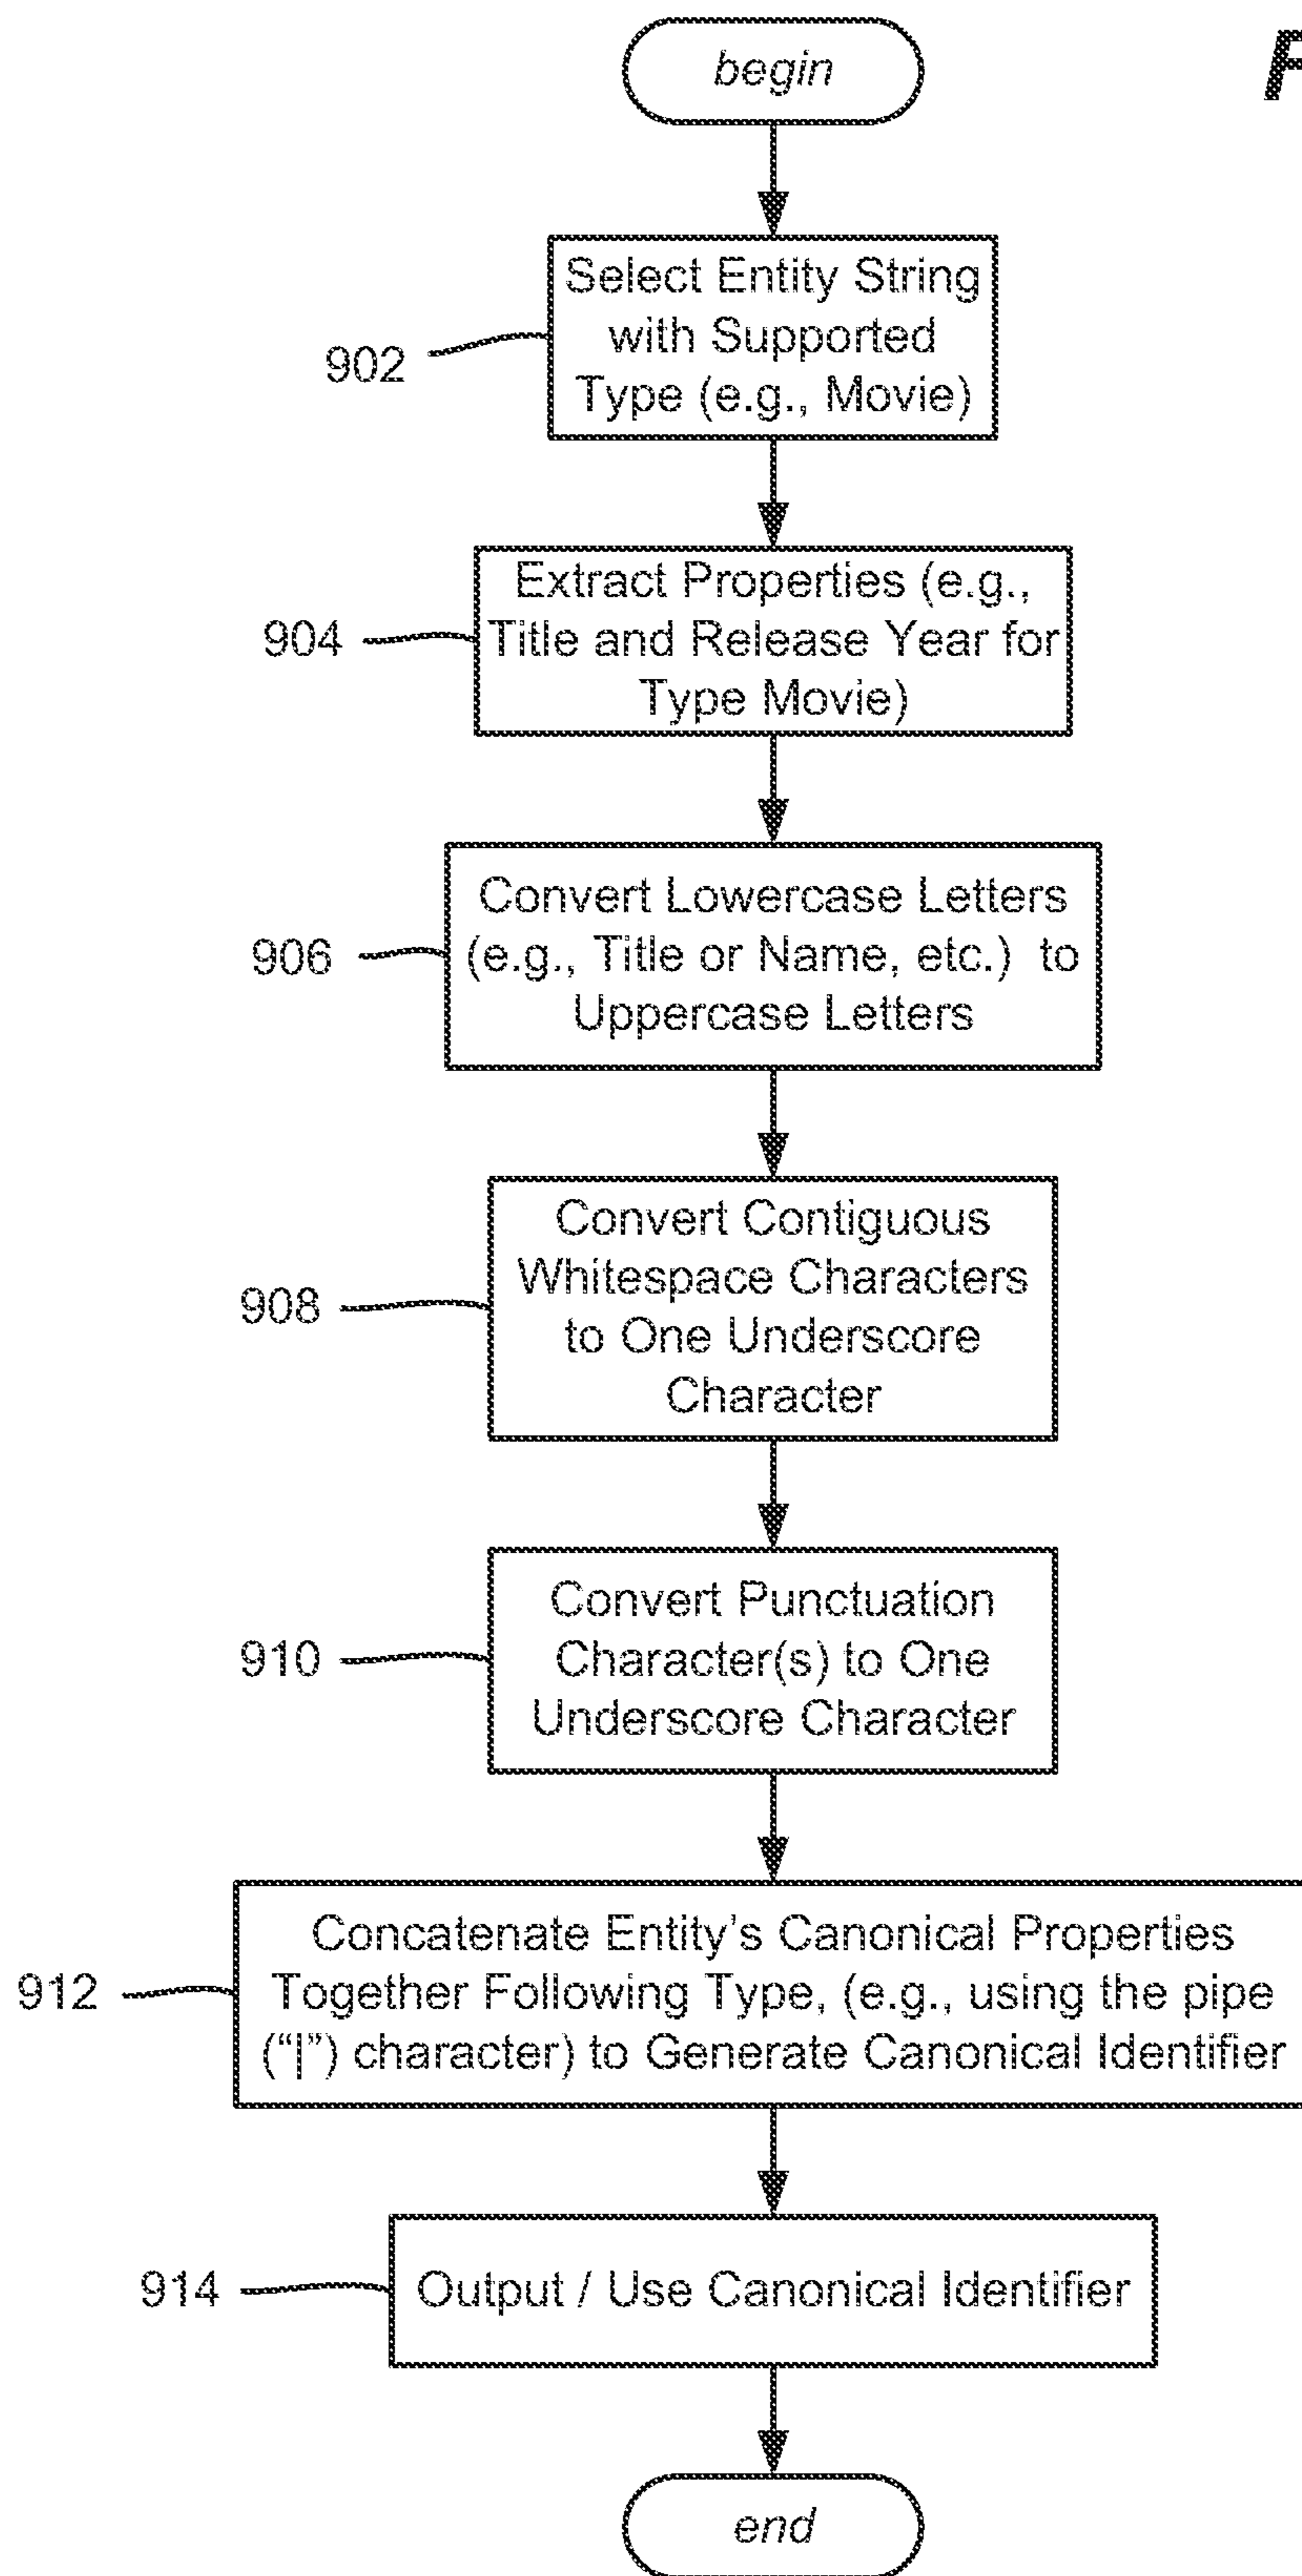 begin
Select Entity String
with Supported
Type (e.g., Movie)
902
Extract Properties (e.g.,
Title and Release Year for
Type Movie)
904
Convert Lowercase Letters
(e.g., Title or Name, etc.) to
Uppercase Letters
906
Convert Contiguous
Whitespace Characters
to One Underscore
Character
908
Convert Punctuation
Character(s) to One
Underscore Character
910
Concatenate Entity’s Canonical Properties
Together Following Type, (e.g., using the pipe
(“|”) character) to Generate Canonical Identifier
912
Output / Use Canonical Identifier
914
end